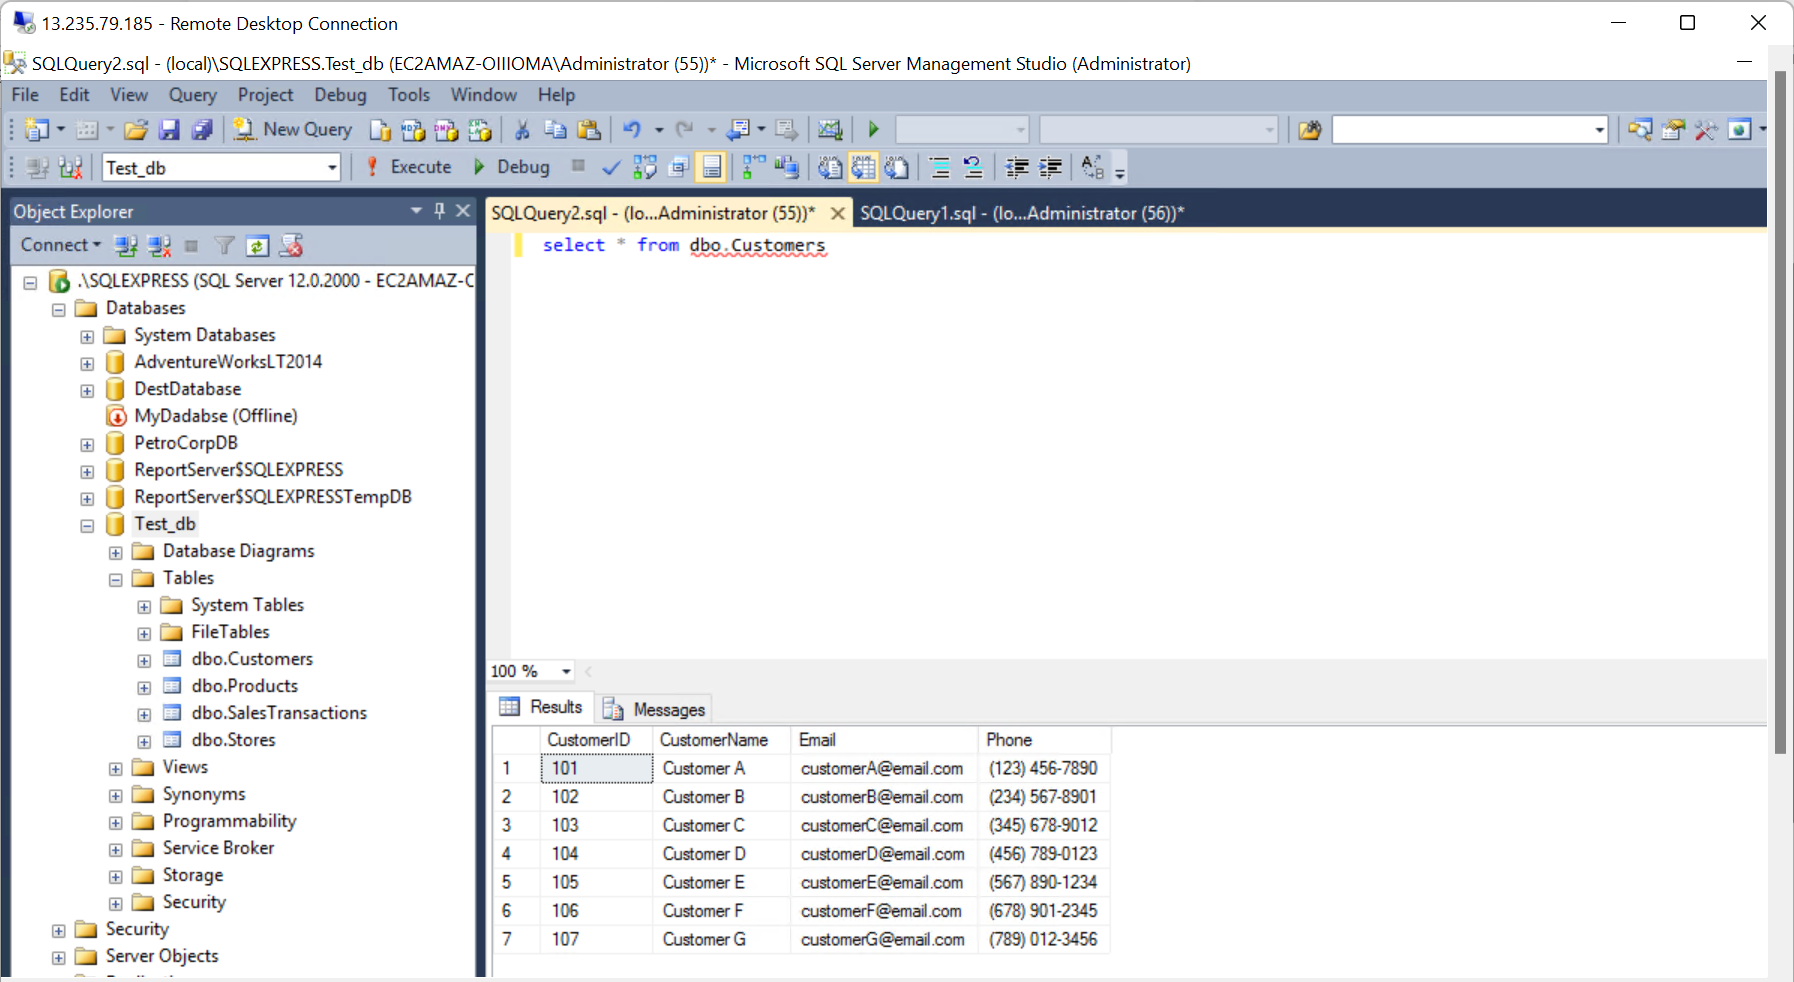 13.235.79.185 - Remote Desktop Connection
SQLQuery2.sql - (local)\SQLEXPRESS.Test_db (EC2AMAZ-OIIIOMA\Administrator (55))* - Microsoft SQL Server Management Studio (Administrator)
File Edit View Query Project Debug Tools Window Help
New Query
Test_db Execute Debug
Object Explorer
Connect
.\SQLEXPRESS (SQL Server 12.0.2000 - EC2AMAZ-C
Databases
System Databases
AdventureWorksLT2014
DestDatabase
MyDadabse (Offline)
PetroCorpDB
ReportServer$SQLEXPRESS
ReportServer$SQLEXPRESSTempDB
Test_db
Database Diagrams
Tables
System Tables
FileTables
dbo.Customers
dbo.Products
dbo.SalesTransactions
dbo.Stores
Views
Synonyms
Programmability
Service Broker
Storage
Security
Security
Server Objects
SQLQuery2.sql - (lo...Administrator (55))* SQLQuery1.sql - (lo...Administrator (56))*
select * from dbo.Customers
100 %
Results Messages
CustomerID CustomerName Email Phone
1 101 Customer A customerA@email.com (123) 456-7890
2 102 Customer B customerB@email.com (234) 567-8901
3 103 Customer C customerC@email.com (345) 678-9012
4 104 Customer D customerD@email.com (456) 789-0123
5 105 Customer E customerE@email.com (567) 890-1234
6 106 Customer F customerF@email.com (678) 901-2345
7 107 Customer G customerG@email.com (789) 012-3456